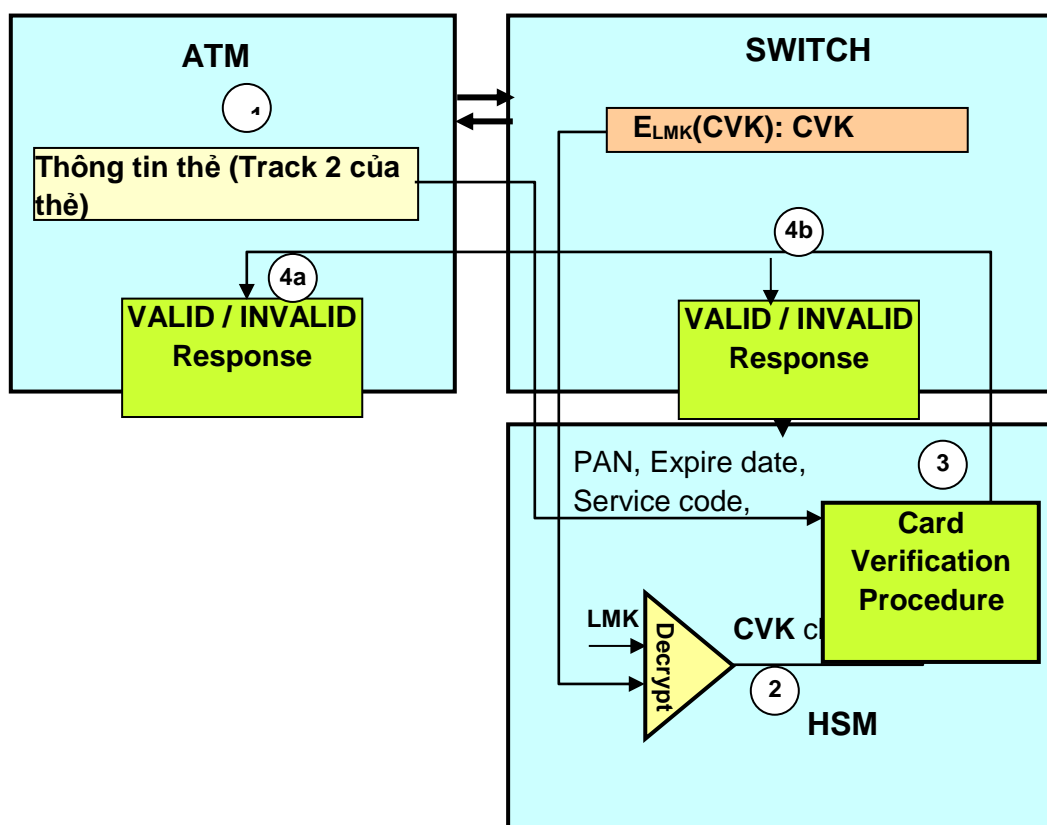 ATM
Thông tin thẻ (Track 2 của
thẻ)
4a
VALID / INVALID
Response
SWITCH
ELMK(CVK): CVK
4b
VALID / INVALID
Response
PAN, Expire date,
Service code,
3
Card
Verification
Procedure
LMK
Decrypt
CVK
2
HSM